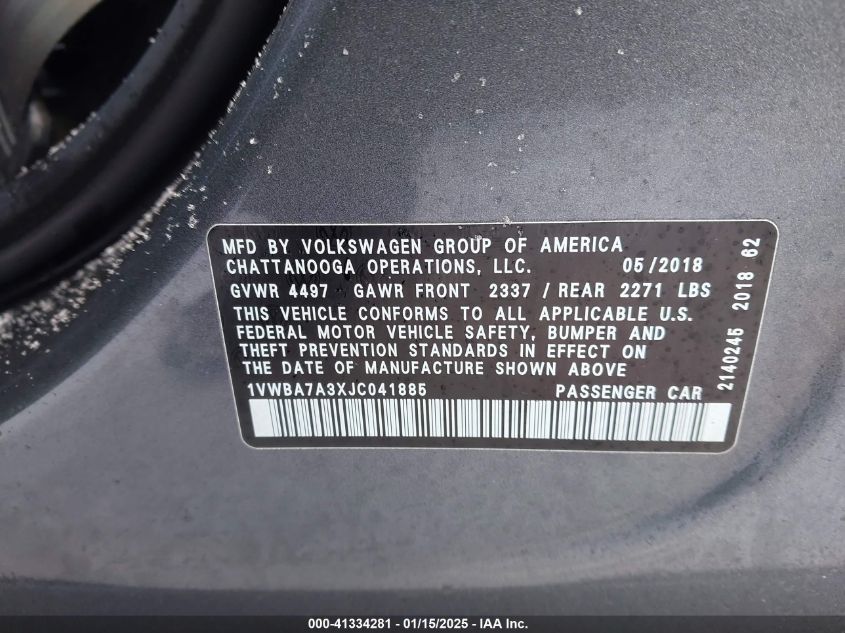 MFD BY VOLKSWAGEN GROUP OF AMERICA
CHATTANOOGA OPERATIONS, LLC. 05/2018
GVWR 4497 GAWR FRONT 2337 / REAR 2271 LBS
THIS VEHICLE CONFORMS TO ALL APPLICABLE U.S.
FEDERAL MOTOR VEHICLE SAFETY, BUMPER AND
THEFT PREVENTION STANDARDS IN EFFECT ON
THE DATE OF MANUFACTURE SHOWN ABOVE
1VWBA7A3XJC041885 PASSENGER CAR
2140245 2018 62
000-41334281 - 01/15/2025 - IAA Inc.